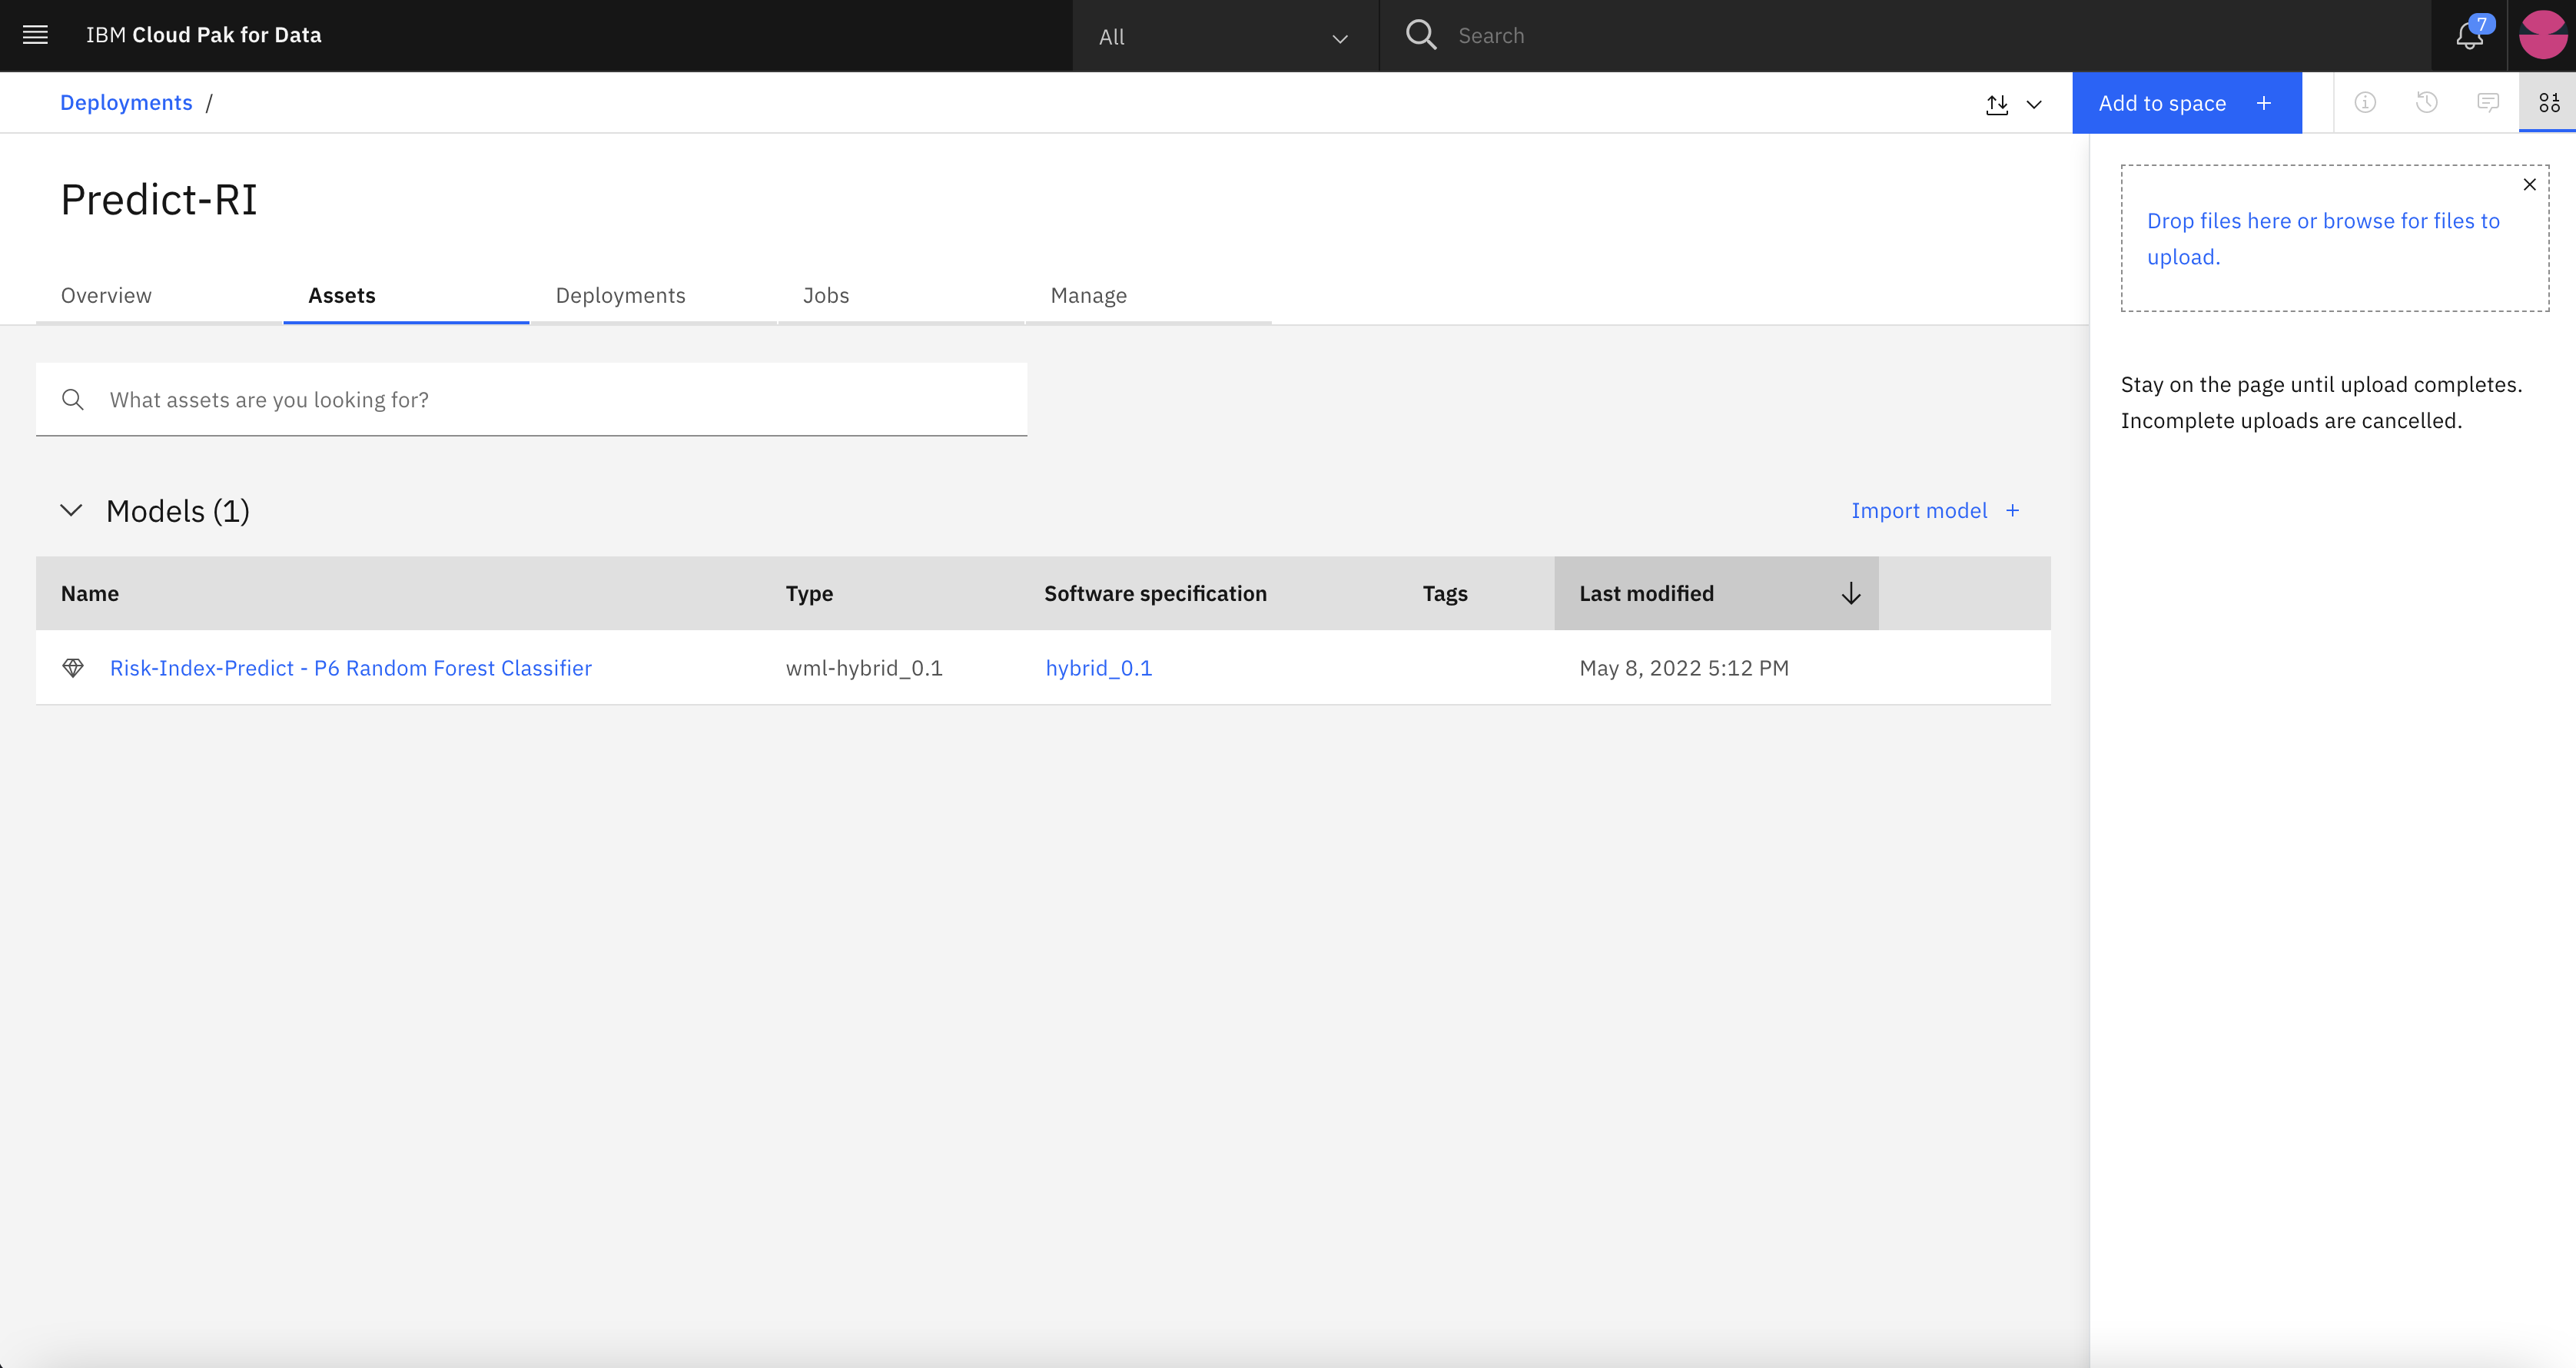 IBM Cloud Pak for Data
All
Search
7
Deployments /
Add to space +
Predict-RI
Overview
Assets
Deployments
Jobs
Manage
Drop files here or browse for files to
upload.
Stay on the page until upload completes.
Incomplete uploads are cancelled.
What assets are you looking for?
Models (1)
Import model +
Name
Type
Software specification
Tags
Last modified
Risk-Index-Predict - P6 Random Forest Classifier
wml-hybrid_0.1
hybrid_0.1
May 8, 2022 5:12 PM